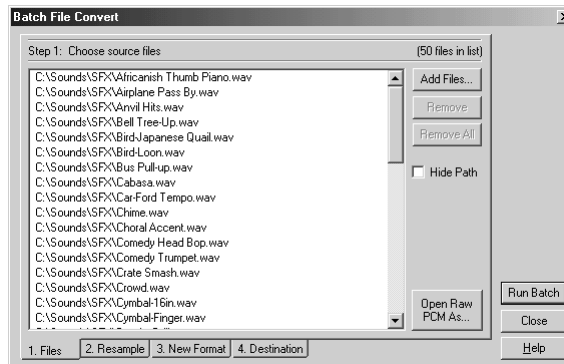 Batch File Convert
Step 1: Choose source files
(50 files in list)
C:\Sounds\SFX\Africanish Thumb Piano.wav
C:\Sounds\SFX\Airplane Pass By.wav
C:\Sounds\SFX\Anvil Hits.wav
C:\Sounds\SFX\Bell Tree-Up.wav
C:\Sounds\SFX\Bird-Japanese Quail.wav
C:\Sounds\SFX\Bird-Loon.wav
C:\Sounds\SFX\Bus Pull-up.wav
C:\Sounds\SFX\Cabasa.wav
C:\Sounds\SFX\Car-Ford Tempo.wav
C:\Sounds\SFX\Chime.wav
C:\Sounds\SFX\Choral Accent.wav
C:\Sounds\SFX\Comedy Head Bop.wav
C:\Sounds\SFX\Comedy Trumpet.wav
C:\Sounds\SFX\Crate Smash.wav
C:\Sounds\SFX\Crowd.wav
C:\Sounds\SFX\Cymbal-16in.wav
C:\Sounds\SFX\Cymbal-Finger.wav
Add Files...
Remove
Remove All
Hide Path
Open Raw
PCM As...
Run Batch
Close
Help
1. Files
2. Resample
3. New Format
4. Destination